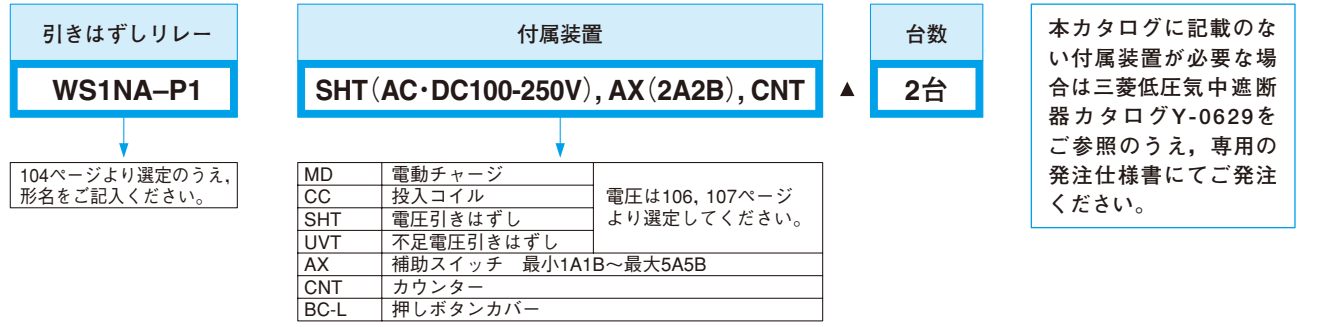 引きはずしリレー
WS1NA–P1
104ページより選定のうえ,
形名をご記入ください。
付属装置
SHT(AC・DC100-250V), AX(2A2B), CNT
▲
MD 電動チャージ
CC 投入コイル
SHT 電圧引きはずし
UVT 不足電圧引きはずし
電圧は106, 107ページ
より選定してください。
AX 補助スイッチ 最小1A1B～最大5A5B
CNT カウンター
BC-L 押しボタンカバー
台数
2台
本カタログに記載のな
い付属装置が必要な場
合は三菱低圧気中遮断
器カタログY-0629を
ご参照のうえ，専用の
発注仕様書にてご発注
ください。